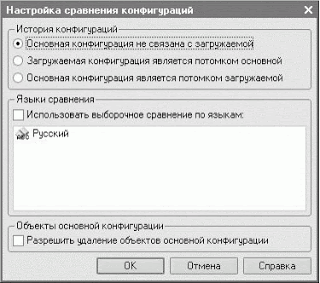 Настройка сравнения конфигураций
История конфигураций
Основная конфигурация не связана с загружаемой
Загружаемая конфигурация является потомком основной
Основная конфигурация является потомком загружаемой
Языки сравнения
Использовать выборочное сравнение по языкам:
Русский
Объекты основной конфигурации
Разрешить удаление объектов основной конфигурации
OK
Отмена
Справка